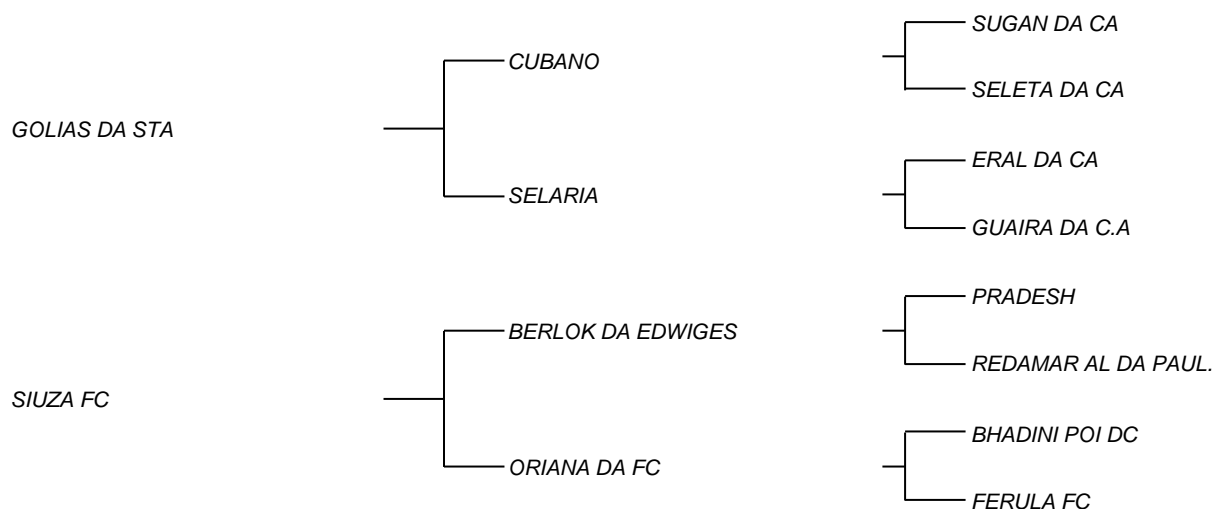 SUGAN DA CA
CUBANO
SELETA DA CA
GOLIAS DA STA
ERAL DA CA
SELARIA
GUAIRA DA C.A
PRADESH
BERLOK DA EDWIGES
REDAMAR AL DA PAUL.
SIUZA FC
BHADINI POI DC
ORIANA DA FC
FERULA FC